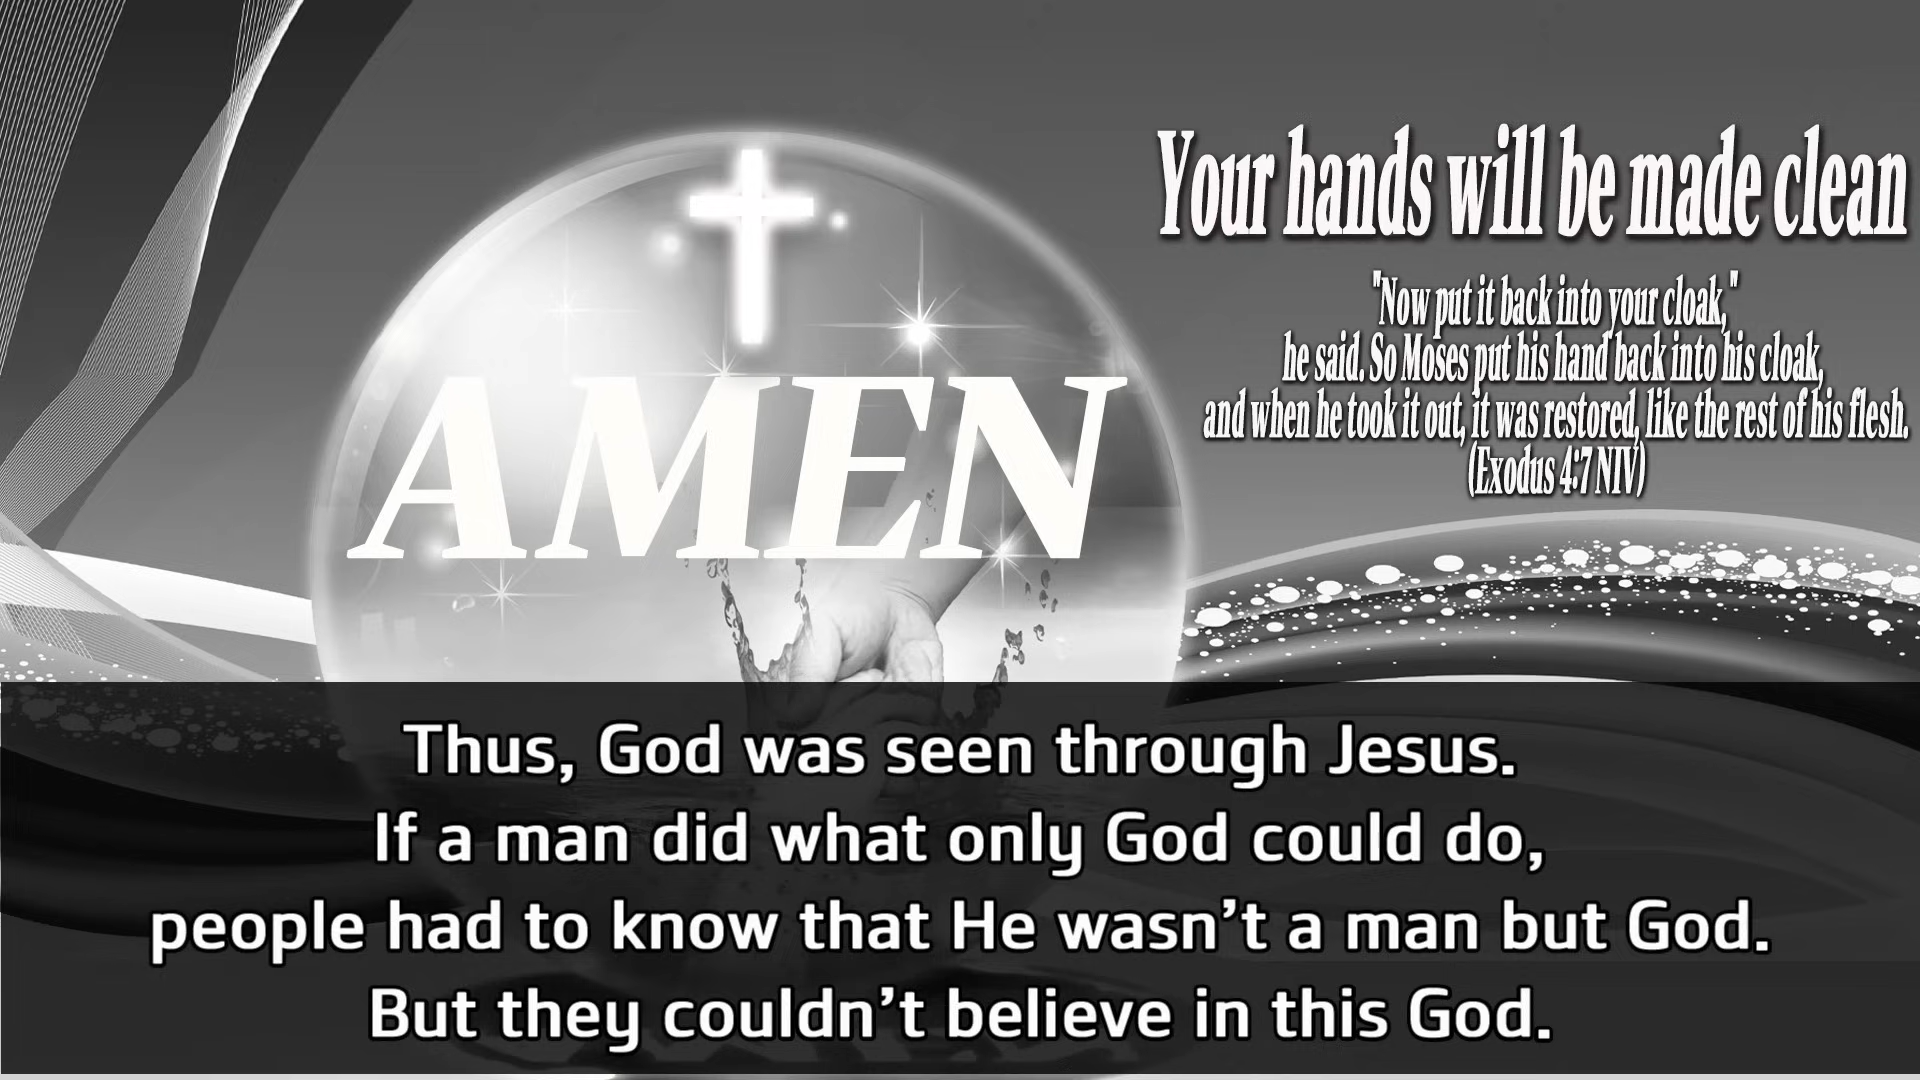 AMEN
Your hands will be made clean
"Now put it back into your cloak,"
he said. So Moses put his hand back into his cloak,
and when he took it out, it was restored, like the rest of his flesh.
(Exodus 4:7 NIV)
Thus, God was seen through Jesus.
If a man did what only God could do,
people had to know that He wasn’t a man but God.
But they couldn’t believe in this God.